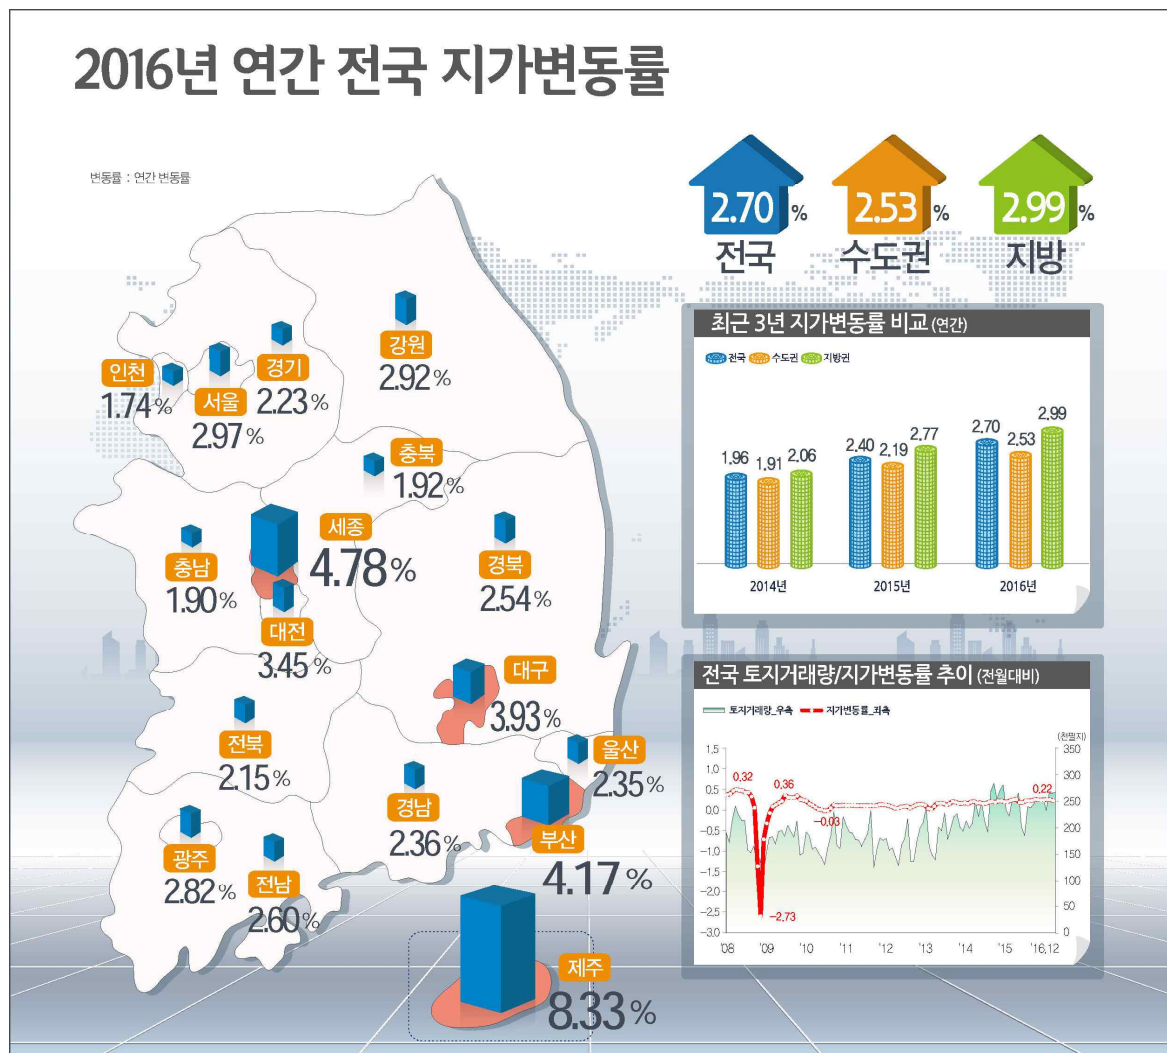 2016년 연간 전국 지가변동률
변동률 : 연간 변동률
2.70 %
전국
2.53 %
수도권
2.99 %
지방
인천
1.74 %
서울
2.97 %
경기
2.23 %
강원
2.92 %
충북
1.92 %
세종
4.78 %
충남
1.90 %
대전
3.45 %
경북
2.54 %
대구
3.93 %
전북
2.15 %
울산
2.35 %
경남
2.36 %
부산
4.17 %
광주
2.82 %
전남
2.60 %
제주
8.33 %
최근 3년 지가변동률 비교 (연간)
전국 수도권 지방권
1.96 1.91 2.06
2.40 2.19 2.77
2.70 2.53 2.99
2014년 2015년 2016년
전국 토지거래량/지가변동률 추이 (전월대비)
토지거래량_우측 지가변동률_좌측
(천필지)
1.5 350
1.0 300
0.5 250
0.0 200
-0.5 150
-1.0 100
-1.5 50
-2.0 0
-2.5
-3.0
0.32 0.36 -0.03 0.22
-2.73
'08 '09 '10 '11 '12 '13 '14 '15 '16.12